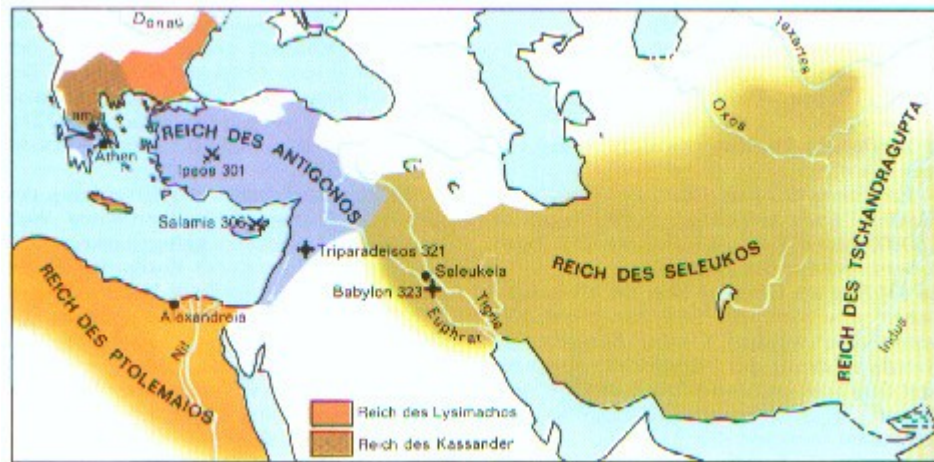 Donau
Iaxartes
Oxos
Lamia
Athen
REICH DES ANTIGONOS
Ipsos 301
Salamis 306
Triparadeisos 321
Seleukeia
Babylon 323
Tigris
Euphrat
REICH DES SELEUKOS
REICH DES TSCHANDRAGUPTA
Indus
Alexandreia
Nil
REICH DES PTOLEMAIOS
Reich des Lysimachos
Reich des Kassander